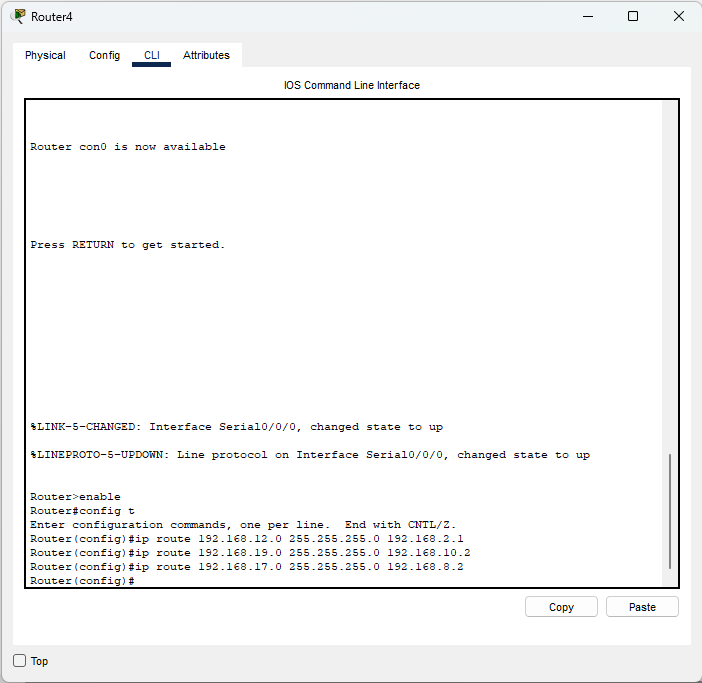 Router4
Physical Config CLI Attributes
IOS Command Line Interface
Router con0 is now available
Press RETURN to get started.
%LINK-5-CHANGED: Interface Serial0/0/0, changed state to up
%LINEPROTO-5-UPDOWN: Line protocol on Interface Serial0/0/0, changed state to up
Router>enable
Router#config t
Enter configuration commands, one per line.  End with CNTL/Z.
Router(config)#ip route 192.168.12.0 255.255.255.0 192.168.2.1
Router(config)#ip route 192.168.19.0 255.255.255.0 192.168.10.2
Router(config)#ip route 192.168.17.0 255.255.255.0 192.168.8.2
Router(config)#
Copy Paste
Top